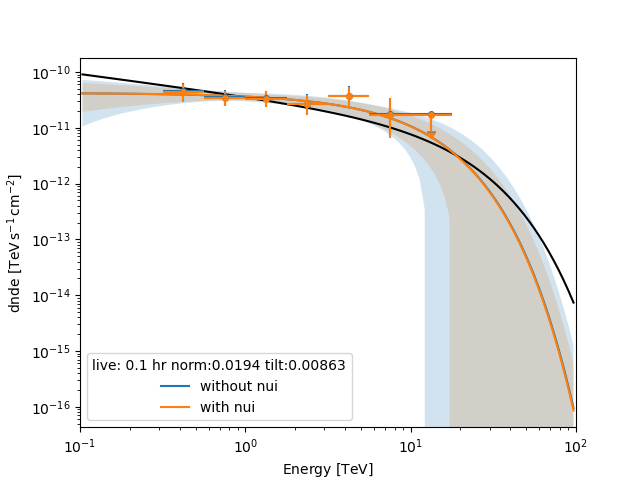 10⁻¹⁰
10⁻¹¹
10⁻¹²
10⁻¹³
10⁻¹⁴
10⁻¹⁵
10⁻¹⁶
dnde [TeV s⁻¹ cm⁻²]
live: 0.1 hr norm:0.0194 tilt:0.00863
without nui
with nui
10⁻¹ 10⁰ 10¹ 10²
Energy [TeV]